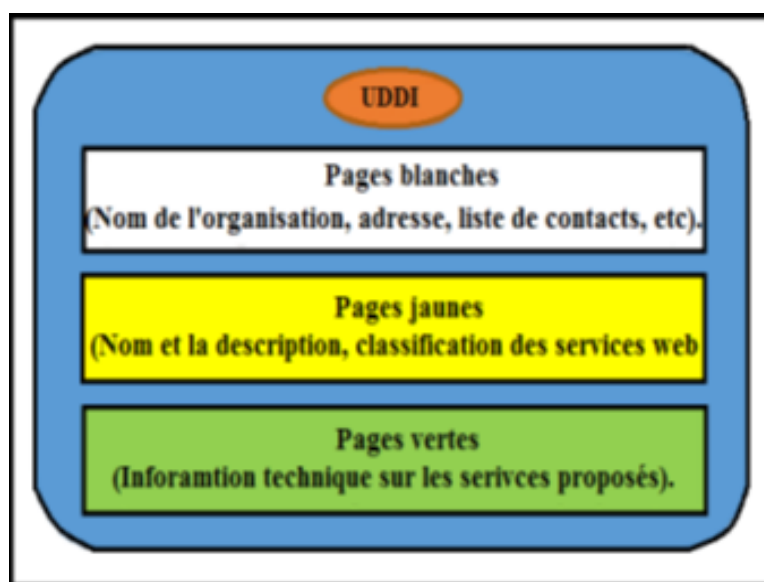 UDDI
Pages blanches
(Nom de l'organisation, adresse, liste de contacts, etc).
Pages jaunes
(Nom et la description, classification des services web
Pages vertes
(Inforamtion technique sur les serivces proposés).